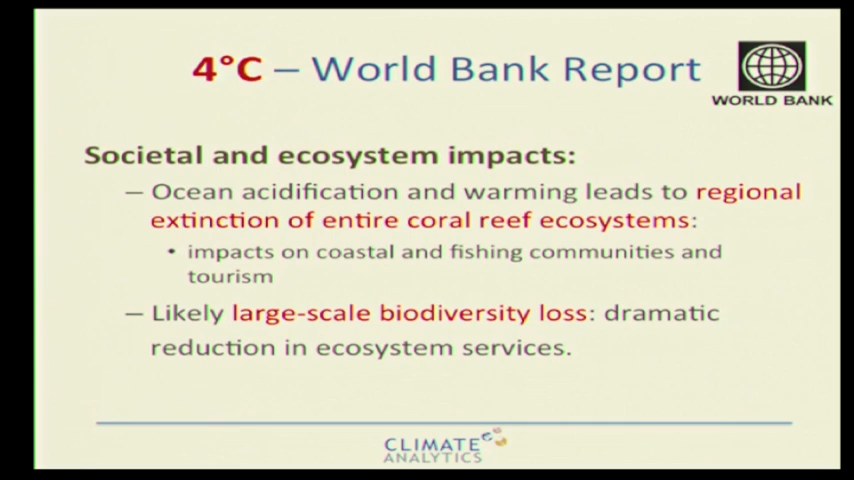 4°C – World Bank Report
WORLD BANK
Societal and ecosystem impacts:
– Ocean acidification and warming leads to regional
extinction of entire coral reef ecosystems:
• impacts on coastal and fishing communities and
tourism
– Likely large-scale biodiversity loss: dramatic
reduction in ecosystem services.
CLIMATE
ANALYTICS